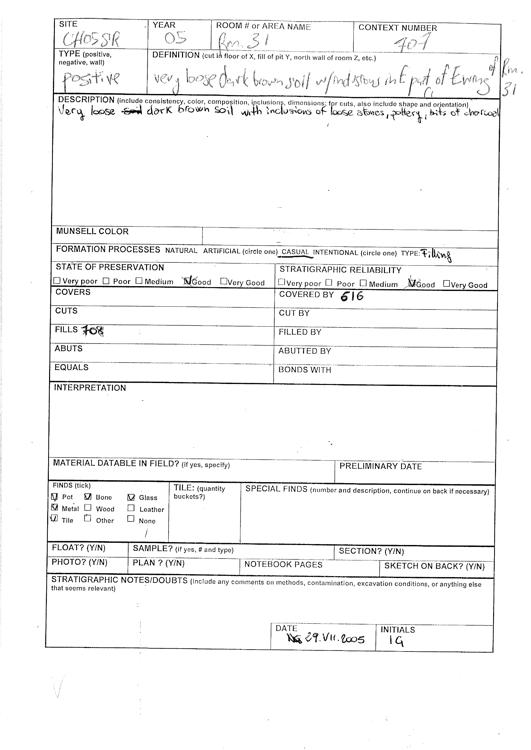 SITE YEAR ROOM # OR AREA NAME CONTEXT NUMBER
CH05SR 05 Rm. 31 407
TYPE (positive, negative, wall) DEFINITION (cut in floor of X, fill of pit Y, north wall of room Z, etc.)
positive very loose dark brown soil w/inclusions in E part of E wing of Rm. 31
DESCRIPTION (include consistency, color, composition, inclusions, dimensions; for cuts, also include shape and orientation)
Very loose soil dark brown soil with inclusions of loose stones, pottery, bits of charcoal
MUNSELL COLOR
FORMATION PROCESSES NATURAL ARTIFICIAL (circle one) CASUAL INTENTIONAL (circle one) TYPE: Filling
STATE OF PRESERVATION STRATIGRAPHIC RELIABILITY
Very poor Poor Medium Good Very Good Very poor Poor Medium Good Very Good
COVERS COVERED BY 616
CUTS CUT BY
FILLS 708 FILLED BY
ABUTS ABUTTED BY
EQUALS BONDS WITH
INTERPRETATION
MATERIAL DATABLE IN FIELD? (if yes, specify) PRELIMINARY DATE
FINDS (tick) TILE: (quantity buckets?) SPECIAL FINDS (number and description, continue on back if necessary)
Pot Bone Glass
Metal Wood Leather
Tile Other None
FLOAT? (Y/N) SAMPLE? (if yes, # and type) SECTION? (Y/N)
PHOTO? (Y/N) PLAN ? (Y/N) NOTEBOOK PAGES SKETCH ON BACK? (Y/N)
STRATIGRAPHIC NOTES/DOUBTS (include any comments on methods, contamination, excavation conditions, or anything else
that seems relevant)
DATE INITIALS
29.VII.2005 IG